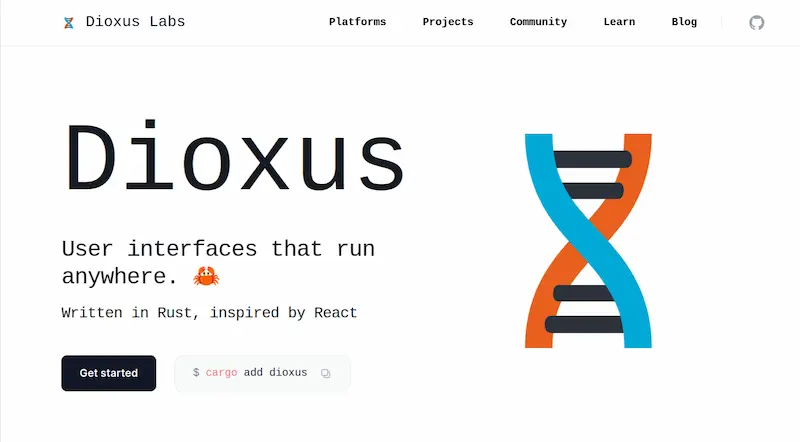 Dioxus Labs
Platforms
Projects
Community
Learn
Blog
Dioxus
User interfaces that run
anywhere. 🦀
Written in Rust, inspired by React
Get started
$ cargo add dioxus